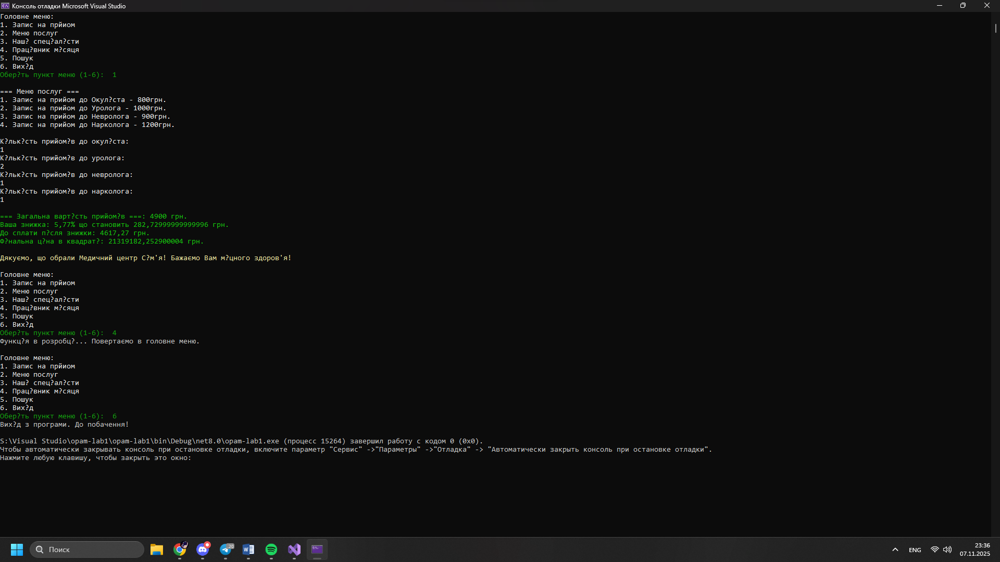 Консоль отладки Microsoft Visual Studio
Головне меню:
1. Запис на прйиом
2. Меню послуг
3. Наш? спец?ал?сти
4. Прац?вник м?сяця
5. Пошук
6. Вих?д
Обер?ть пункт меню (1-6):  1
=== Меню послуг ===
1. Запис на прийом до Окул?ста - 800грн.
2. Запис на прийом до Уролога - 1000грн.
3. Запис на прийом до Невролога - 900грн.
4. Запис на прийом до Нарколога - 1200грн.
К?льк?сть прийом?в до окул?ста:
1
К?льк?сть прийом?в до уролога:
2
К?льк?сть прийом?в до невролога:
1
К?льк?сть прийом?в до нарколога:
1
=== Загальна варт?сть прийом?в ===: 4900 грн.
Ваша знижка: 5,77% що становить 282,72999999999996 грн.
До сплати п?сля знижки: 4617,27 грн.
Ф?нальна ц?на в квадрат?: 21319182,252900004 грн.
Дякуємо, що обрали Медичний центр С?м'я! Бажаємо Вам м?цного здоров'я!
Головне меню:
1. Запис на прйиом
2. Меню послуг
3. Наш? спец?ал?сти
4. Прац?вник м?сяця
5. Пошук
6. Вих?д
Обер?ть пункт меню (1-6):  4
Функц?я в розробц?... Повертаємо в головне меню.
Головне меню:
1. Запис на прйиом
2. Меню послуг
3. Наш? спец?ал?сти
4. Прац?вник м?сяця
5. Пошук
6. Вих?д
Обер?ть пункт меню (1-6):  6
Вих?д з програми. До побачення!
S:\Visual Studio\opam-lab1\opam-lab1\bin\Debug\net8.0\opam-lab1.exe (процесс 15264) завершил работу с кодом 0 (0x0).
Чтобы автоматически закрывать консоль при остановке отладки, включите параметр "Сервис" ->"Параметры" ->"Отладка" -> "Автоматически закрыть консоль при остановке отладки".
Нажмите любую клавишу, чтобы закрыть это окно:
Поиск
20
ENG
23:36
07.11.2025